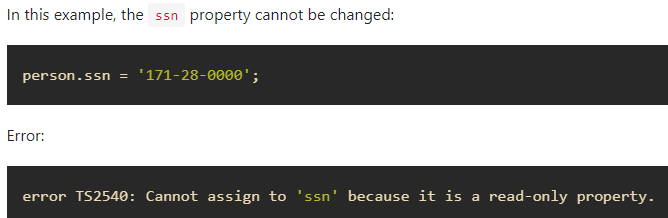 In this example, the ssn property cannot be changed:
person.ssn = '171-28-0000';
Error:
error TS2540: Cannot assign to 'ssn' because it is a read-only property.